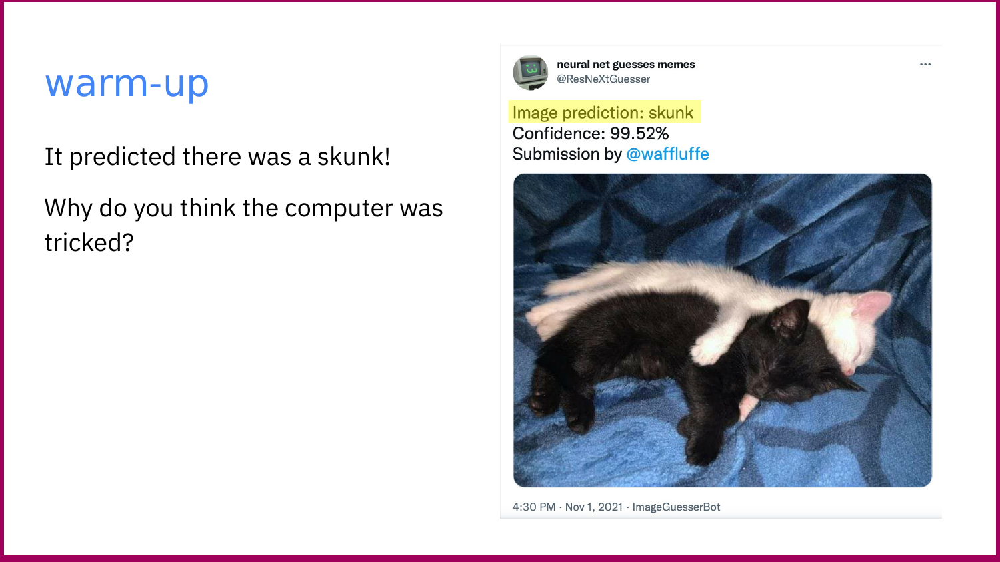 warm-up
It predicted there was a skunk!
Why do you think the computer was
tricked?
neural net guesses memes
@ResNeXtGuesser
Image prediction: skunk
Confidence: 99.52%
Submission by @waffluffe
4:30 PM · Nov 1, 2021 · ImageGuesserBot